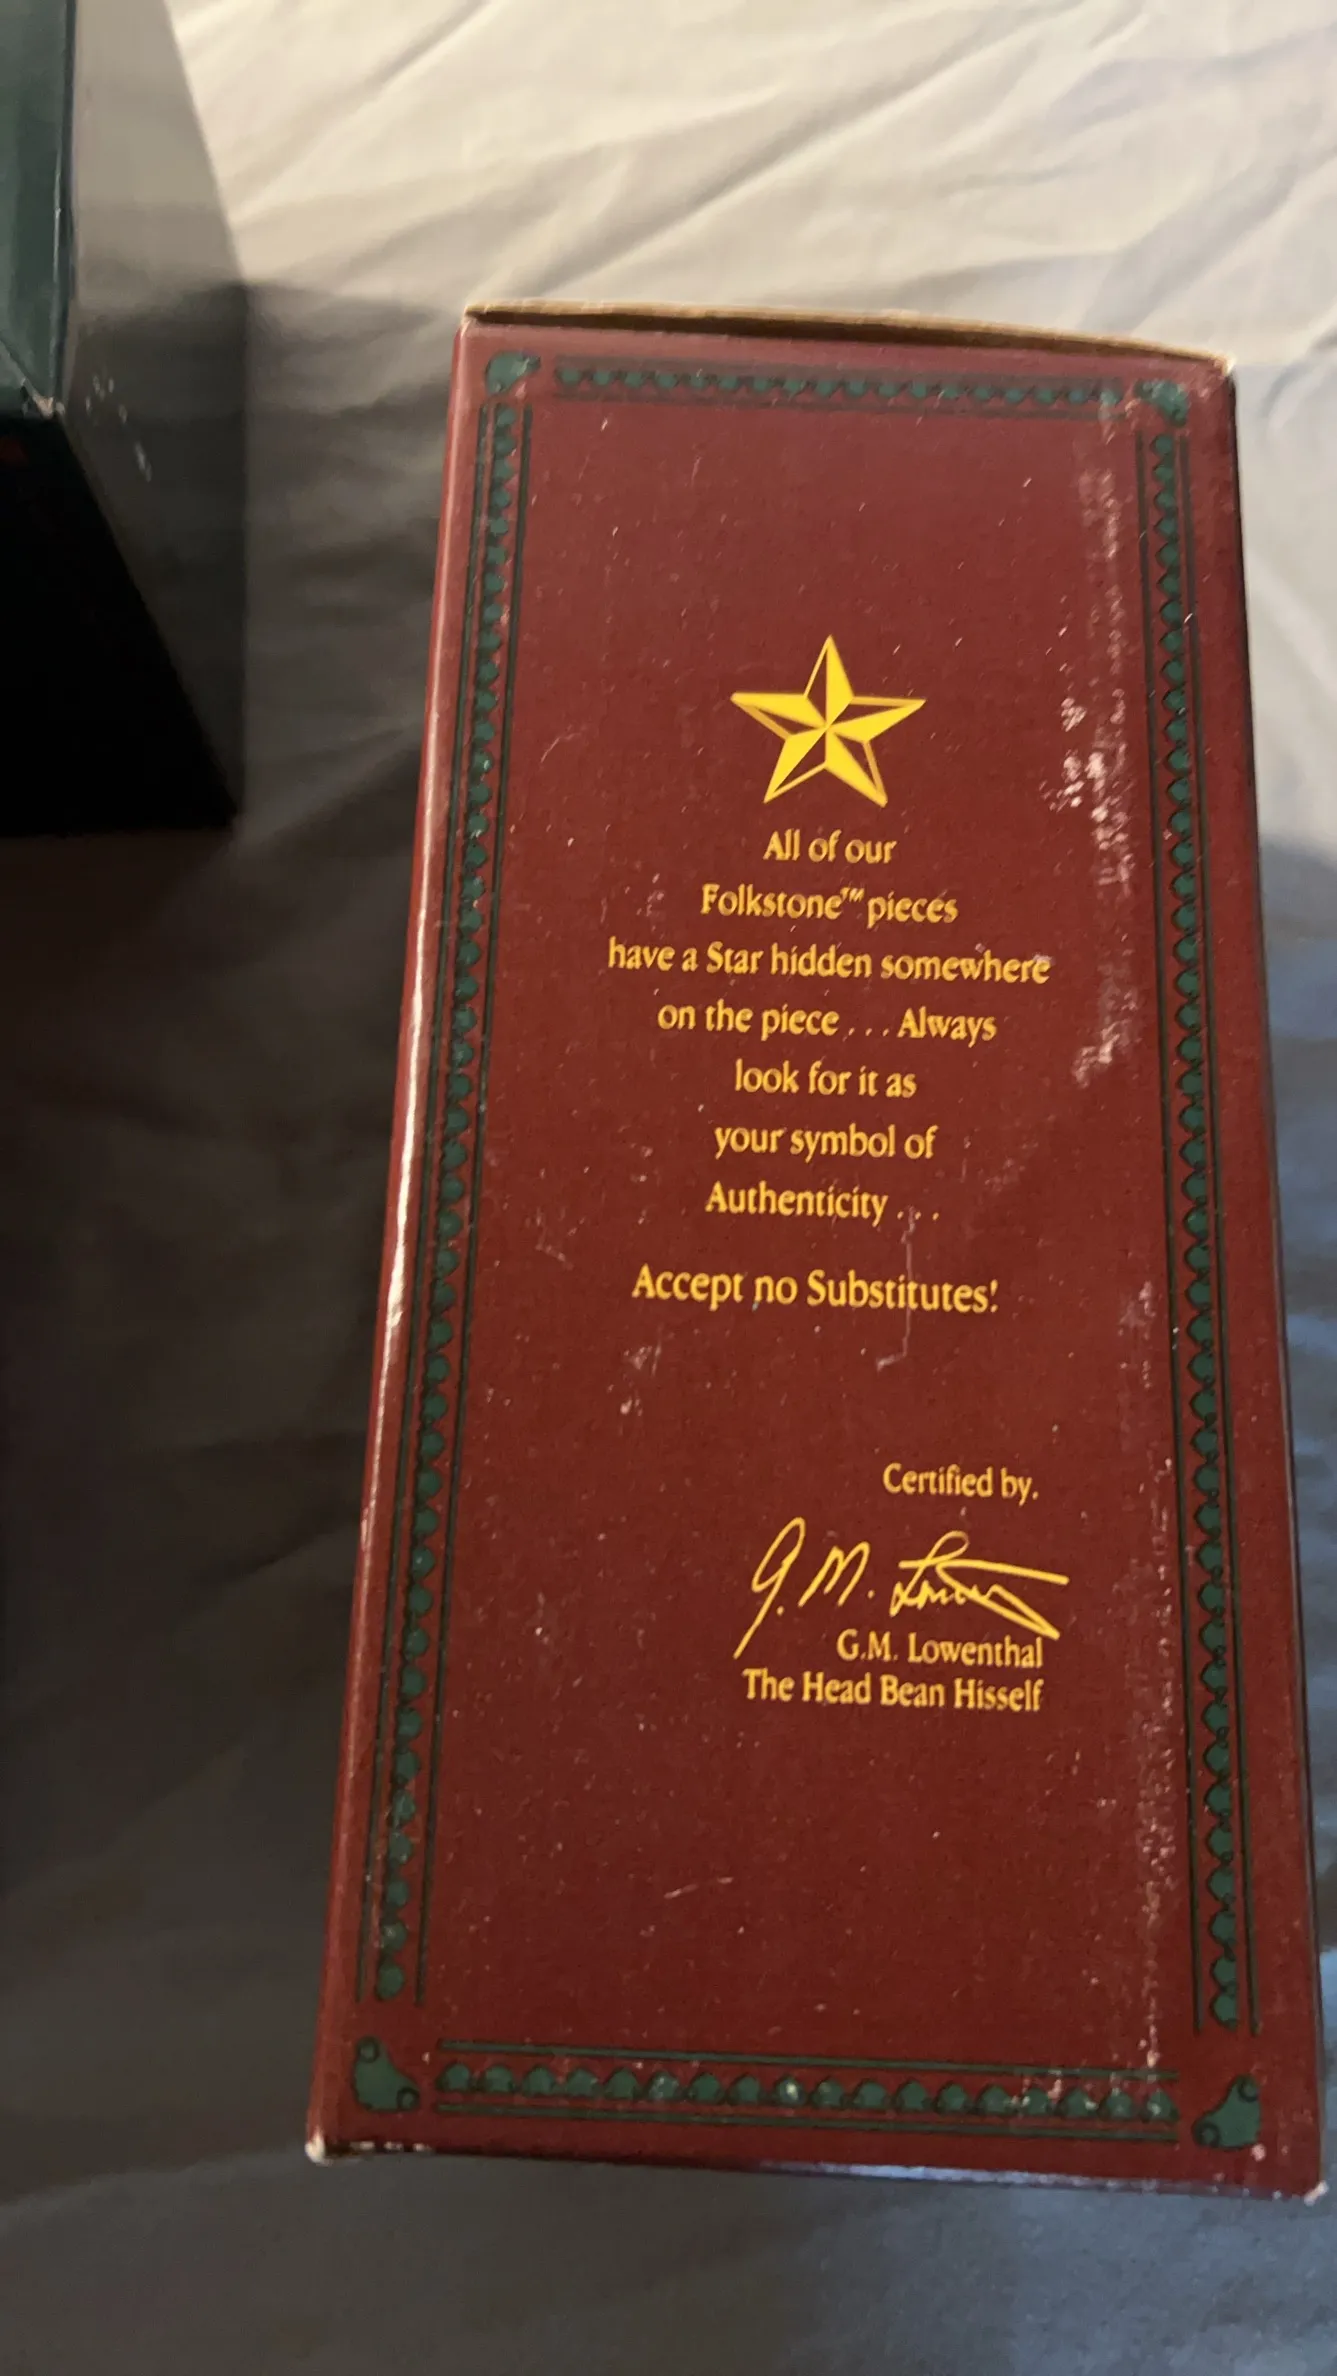 All of our
Folkstone™ pieces
have a Star hidden somewhere
on the piece . . . Always
look for it as
your symbol of
Authenticity . . .
Accept no Substitutes!
Certified by.
G.M. Lowenthal
G.M. Lowenthal
The Head Bean Hisself